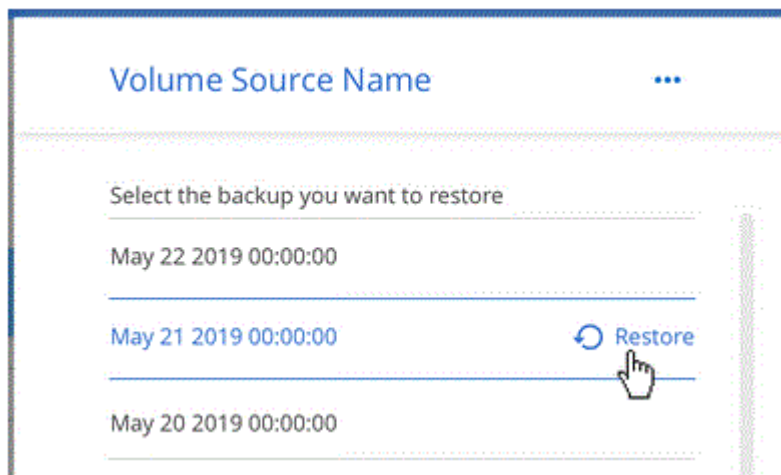 Volume Source Name
Select the backup you want to restore
May 22 2019 00:00:00
May 21 2019 00:00:00 Restore
May 20 2019 00:00:00